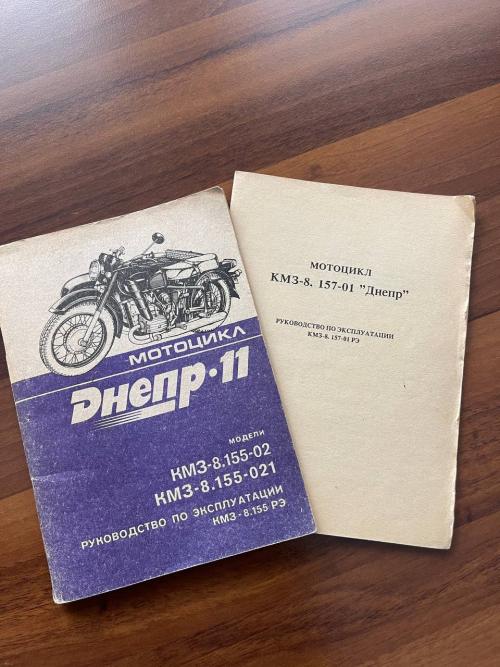 МОТОЦИКЛ
Днепр·11
МОДЕЛИ
КМЗ-8.155-02
КМЗ-8.155-021
РУКОВОДСТВО ПО ЭКСПЛУАТАЦИИ
КМЗ-8.155 РЭ
МОТОЦИКЛ
КМЗ-8. 157-01 "Днепр"
РУКОВОДСТВО ПО ЭКСПЛУАТАЦИИ
КМЗ-8. 157-01 РЭ